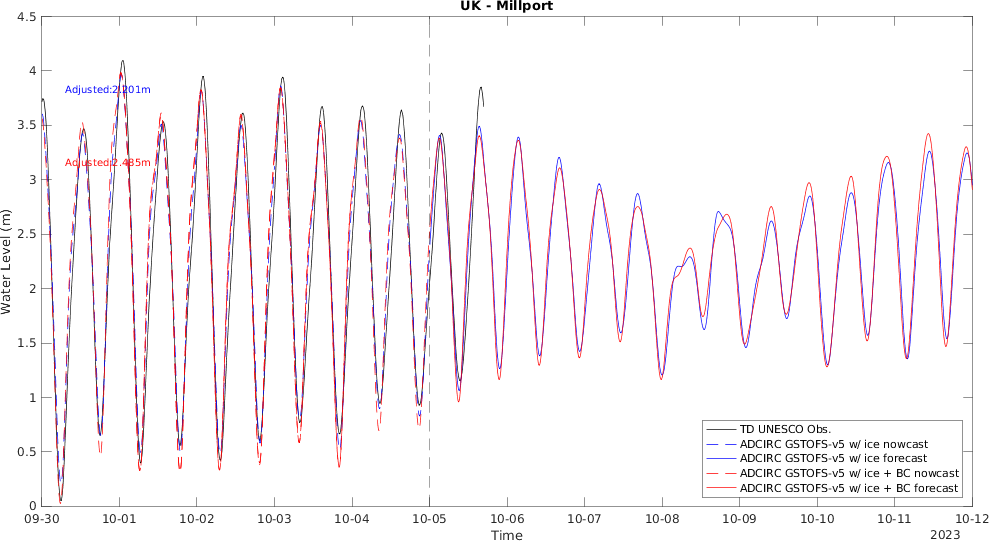 UK - Millport
4.5
4
3.5
3
2.5
2
1.5
1
0.5
0
Water Level (m)
Adjusted:2.201m
Adjusted:2.485m
TD UNESCO Obs.
ADCIRC GSTOFS-v5 w/ ice nowcast
ADCIRC GSTOFS-v5 w/ ice forecast
ADCIRC GSTOFS-v5 w/ ice + BC nowcast
ADCIRC GSTOFS-v5 w/ ice + BC forecast
09-30 10-01 10-02 10-03 10-04 10-05 10-06 10-07 10-08 10-09 10-10 10-11 10-12
Time
2023